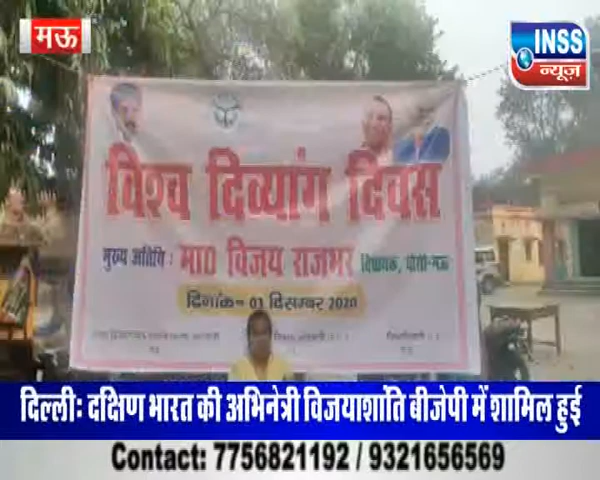 मऊ
INSS
न्यूज़
विश्व दिव्यांग दिवस
मुख्य अतिथि : मा0 विजय राजभर विधायक, घोसी-मऊ
दिनांक- 01 दिसम्बर 2020
दिल्ली: दक्षिण भारत की अभिनेत्री विजयाशांति बीजेपी में शामिल हुई
Contact: 7756821192 / 9321656569